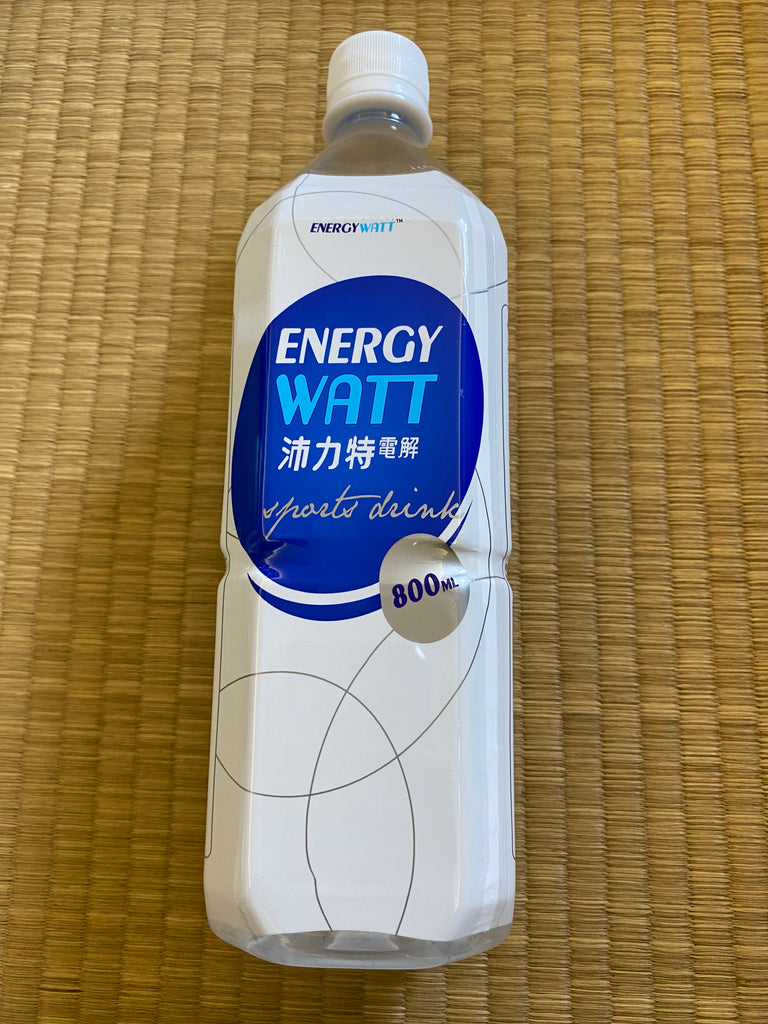 ENERGYWATT™
ENERGY
WATT
沛力特電解
sports drink
800ML